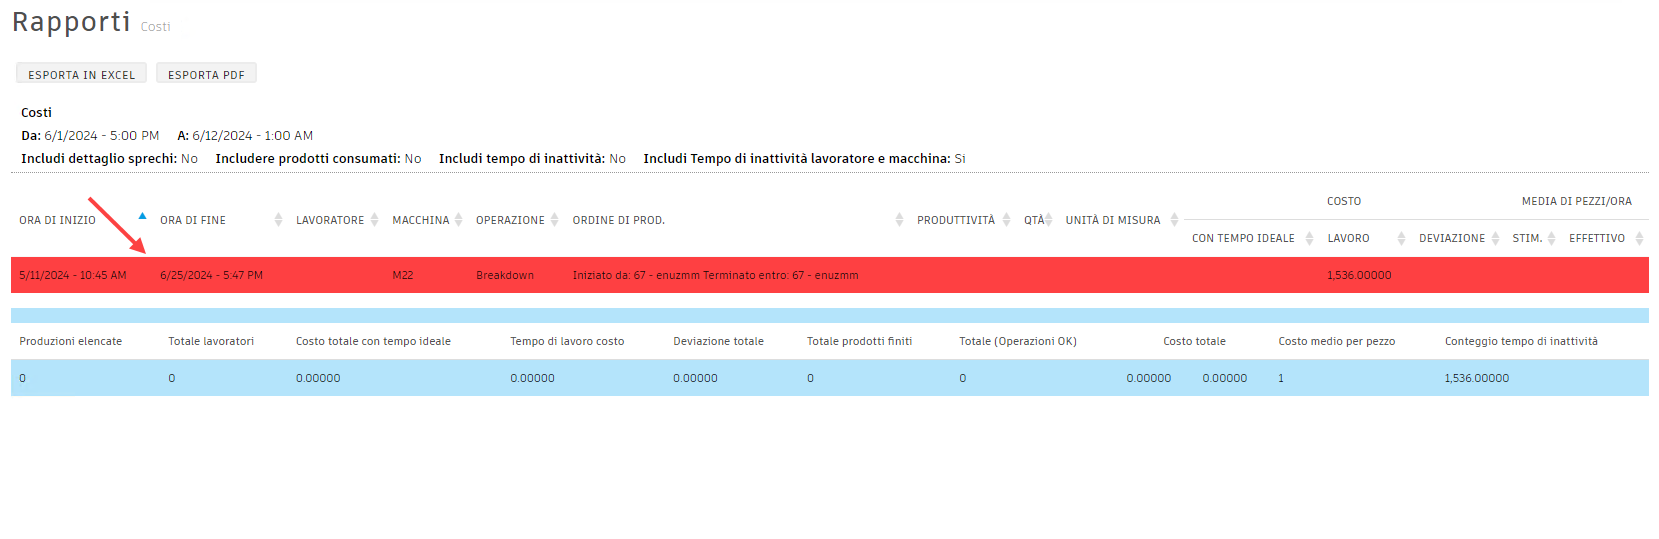 Rapporti Costi
ESPORTA IN EXCEL ESPORTA PDF
Costi
Da: 6/1/2024 - 5:00 PM A: 6/12/2024 - 1:00 AM
Includi dettaglio sprechi: No Includere prodotti consumati: No Includi tempo di inattività: No Includi Tempo di inattività lavoratore e macchina: Si
COSTO MEDIA DI PEZZI/ORA
ORA DI INIZIO ORA DI FINE LAVORATORE MACCHINA OPERAZIONE ORDINE DI PROD. PRODUTTIVITÀ QTÀ UNITÀ DI MISURA
CON TEMPO IDEALE LAVORO DEVIAZIONE STIM. EFFETTIVO
5/11/2024 - 10:45 AM 6/25/2024 - 5:47 PM M22 Breakdown Iniziato da: 67 - enuzmm Terminato entro: 67 - enuzmm 1,536.00000
Produzioni elencate Totale lavoratori Costo totale con tempo ideale Tempo di lavoro costo Deviazione totale Totale prodotti finiti Totale (Operazioni OK) Costo totale Costo medio per pezzo Conteggio tempo di inattività
0 0 0.00000 0.00000 0.00000 0 0 0.00000 0.00000 1 1,536.00000